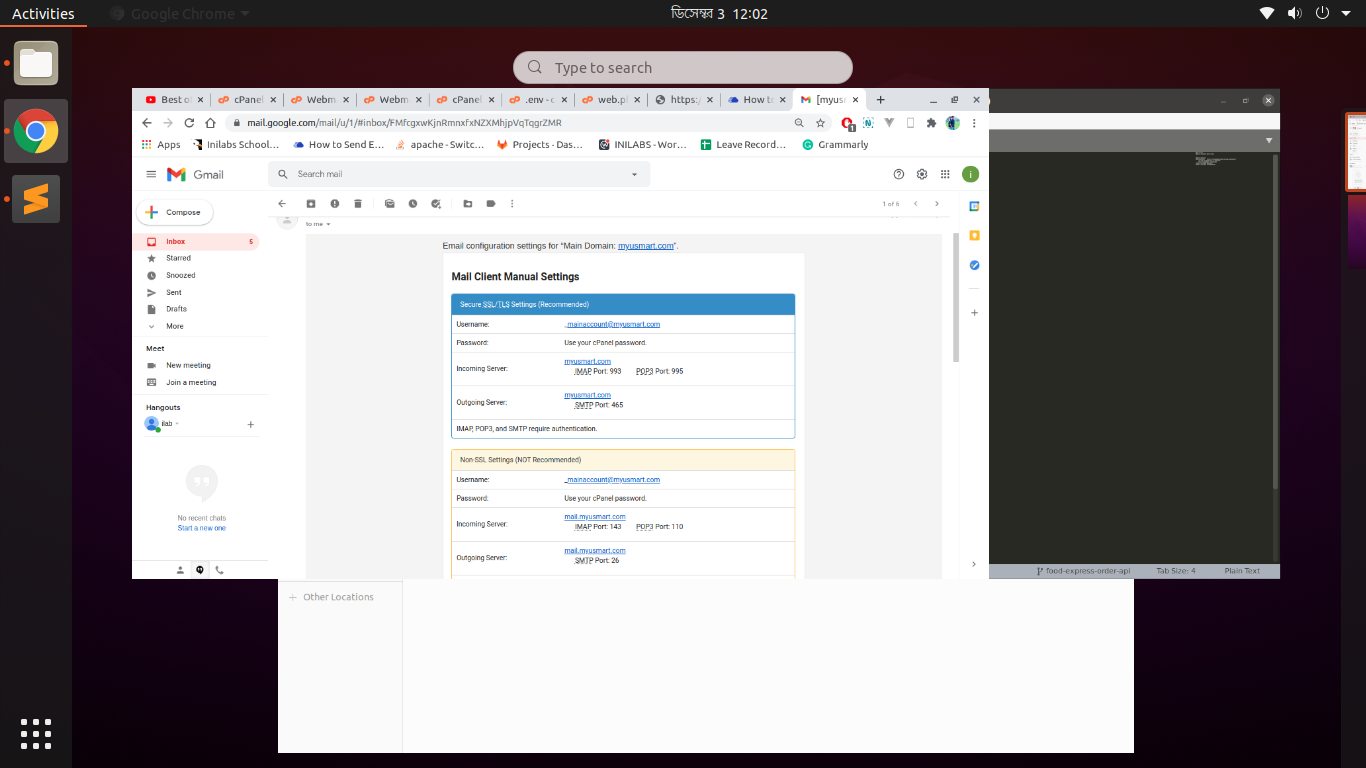 Activities
Google Chrome
ডিসেম্বর 3 12:02
Type to search
Best o
cPanel
Webm
Webm
cPanel
.env - c
web.pl
https:/
How to
[myus
mail.google.com/mail/u/1/#inbox/FMfcgxwKjnRmnxfxNZXMhjpVqTqgrZMR
1
Apps
Inilabs School...
How to Send E...
apache - Switc...
Projects - Das...
INILABS - Wor...
Leave Record...
Grammarly
Gmail
Search mail
i
Compose
1 of 6
to me
Inbox 5
Starred
Snoozed
Sent
Drafts
More
Meet
New meeting
Join a meeting
Hangouts
ilab
No recent chats
Start a new one
Email configuration settings for “Main Domain: myusmart.com”.
Mail Client Manual Settings
Secure SSL/TLS Settings (Recommended)
Username: _mainaccount@myusmart.com
Password: Use your cPanel password.
Incoming Server: myusmart.com
IMAP Port: 993 POP3 Port: 995
Outgoing Server: myusmart.com
SMTP Port: 465
IMAP, POP3, and SMTP require authentication.
Non-SSL Settings (NOT Recommended)
Username: _mainaccount@myusmart.com
Password: Use your cPanel password.
Incoming Server: mail.myusmart.com
IMAP Port: 143 POP3 Port: 110
Outgoing Server: mail.myusmart.com
SMTP Port: 26
food-express-order-api
Tab Size: 4
Plain Text
Other Locations